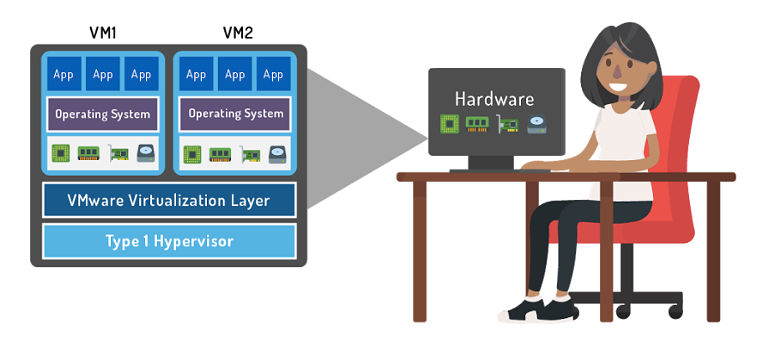 VM1
VM2
App
App
App
App
App
App
Operating System
Operating System
VMware Virtualization Layer
Type 1 Hypervisor
Hardware